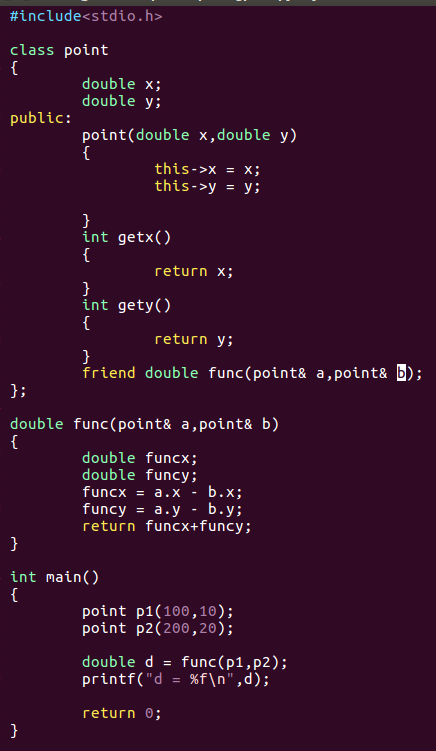 #include<stdio.h>
class point
{
double x;
double y;
public:
point(double x,double y)
{
this->x = x;
this->y = y;
}
int getx()
{
return x;
}
int gety()
{
return y;
}
friend double func(point& a,point& b);
};
double func(point& a,point& b)
{
double funcx;
double funcy;
funcx = a.x - b.x;
funcy = a.y - b.y;
return funcx+funcy;
}
int main()
{
point p1(100,10);
point p2(200,20);
double d = func(p1,p2);
printf("d = %f\n",d);
return 0;
}